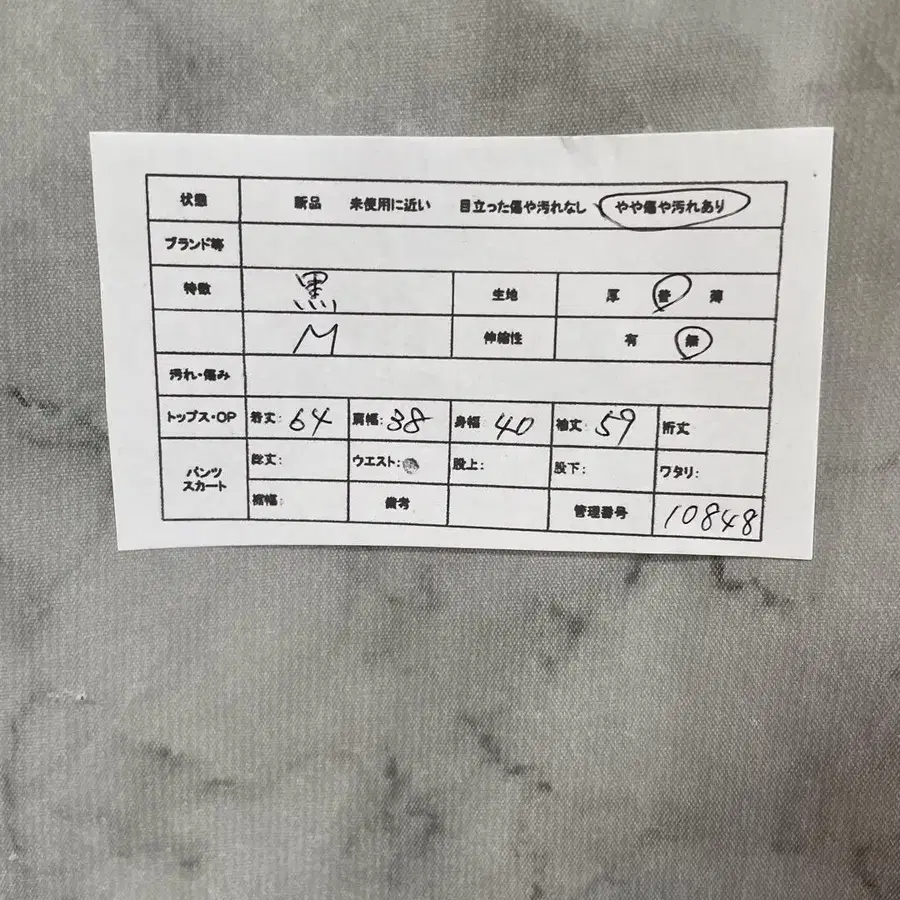 状態 新品 未使用に近い 目立った傷や汚れなし やや傷や汚れあり
ブランド等
特徴 黒 生地 厚 普 薄
M 伸縮性 有 無
汚れ・傷み
トップス・OP 着丈: 64 肩幅: 38 身幅: 40 袖丈: 59 裄丈
パンツ スカート 総丈: ウエスト: 股上: 股下: ワタリ:
裾幅: 備考 管理番号 10848